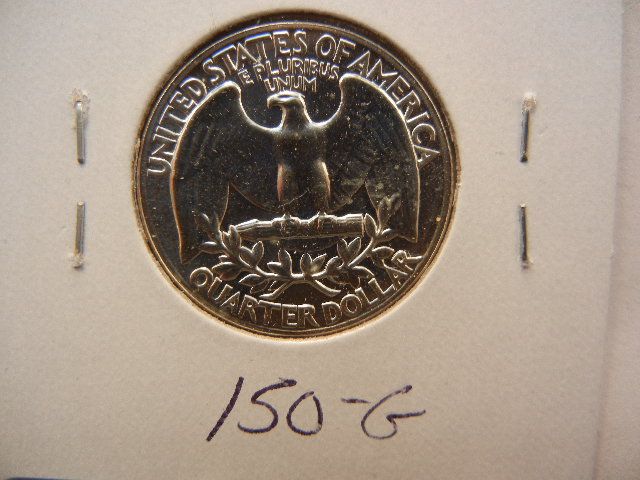 UNITED STATES OF AMERICA
E PLURIBUS
UNUM
QUARTER DOLLAR
150-G